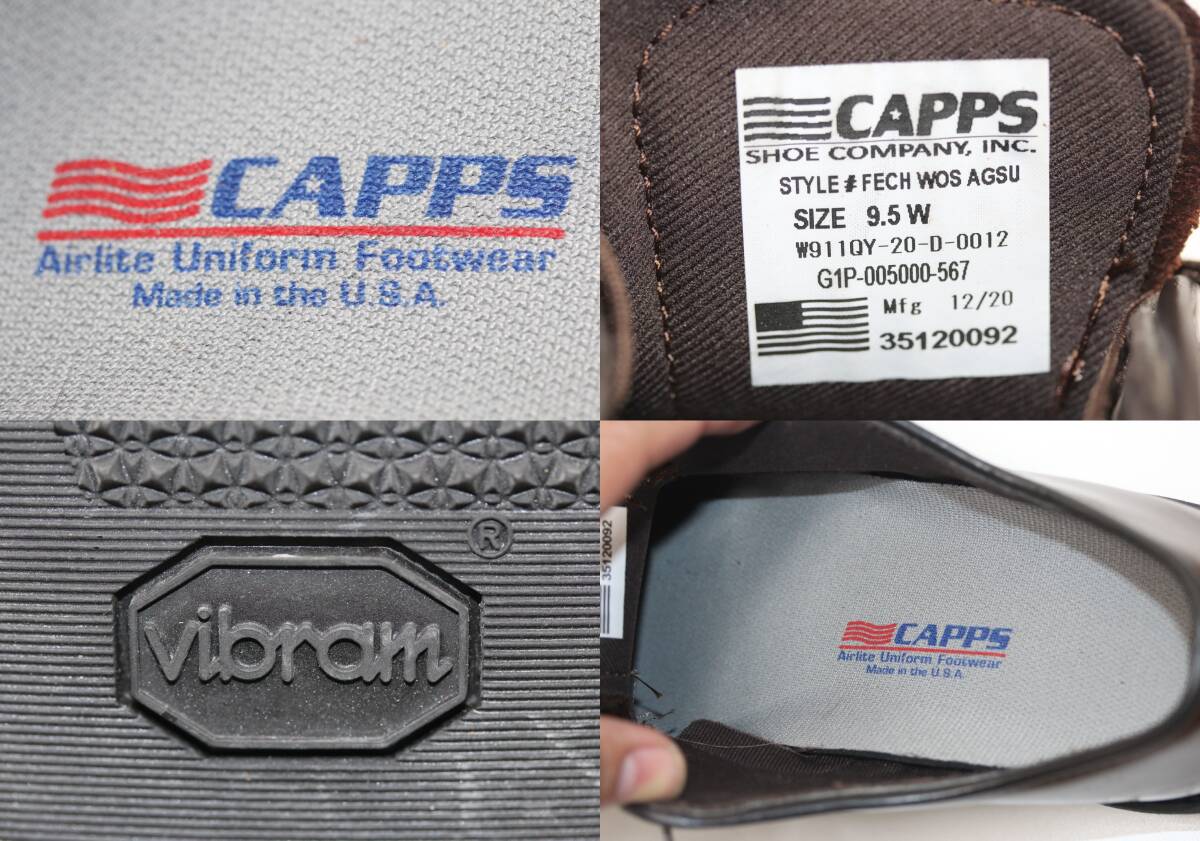 CAPPS
Airlite Uniform Footwear
Made in the U.S.A.
CAPPS
SHOE COMPANY, INC.
STYLE # FECH WOS AGSU
SIZE 9.5 W
W911QY-20-D-0012
G1P-005000-567
Mfg 12/20
35120092
®
vibram
35120092
CAPPS
Airlite Uniform Footwear
Made in the U.S.A.